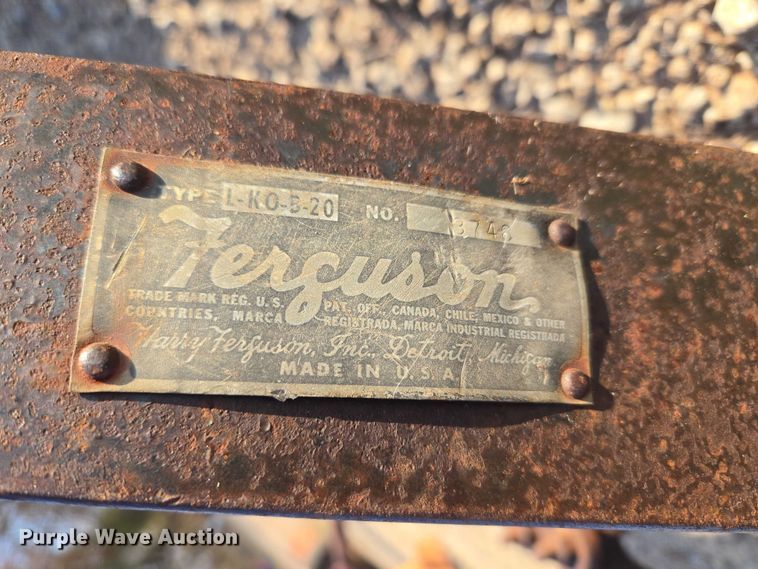 TYPE L-KO-B-20 NO. 3748
Ferguson
TRADE MARK REG. U.S. PAT. OFF., CANADA, CHILE, MEXICO & OTHER
COUNTRIES, MARCA REGISTRADA, MARCA INDUSTRIAL REGISTRADA
Harry Ferguson, Inc., Detroit, Michigan
MADE IN U.S.A.
Purple Wave Auction